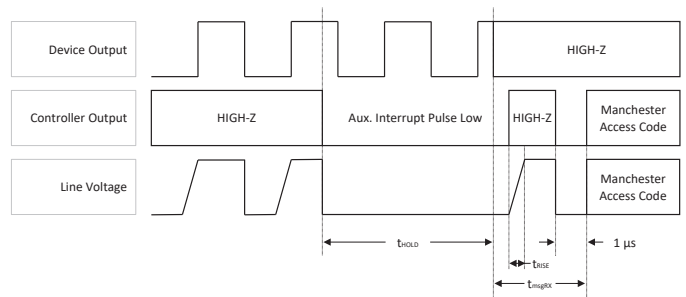 Device Output
HIGH-Z
Controller Output
HIGH-Z
Aux. Interrupt Pulse Low
HIGH-Z
Manchester
Access Code
Line Voltage
Manchester
Access Code
tHOLD
1 µs
tRISE
tmsgRX